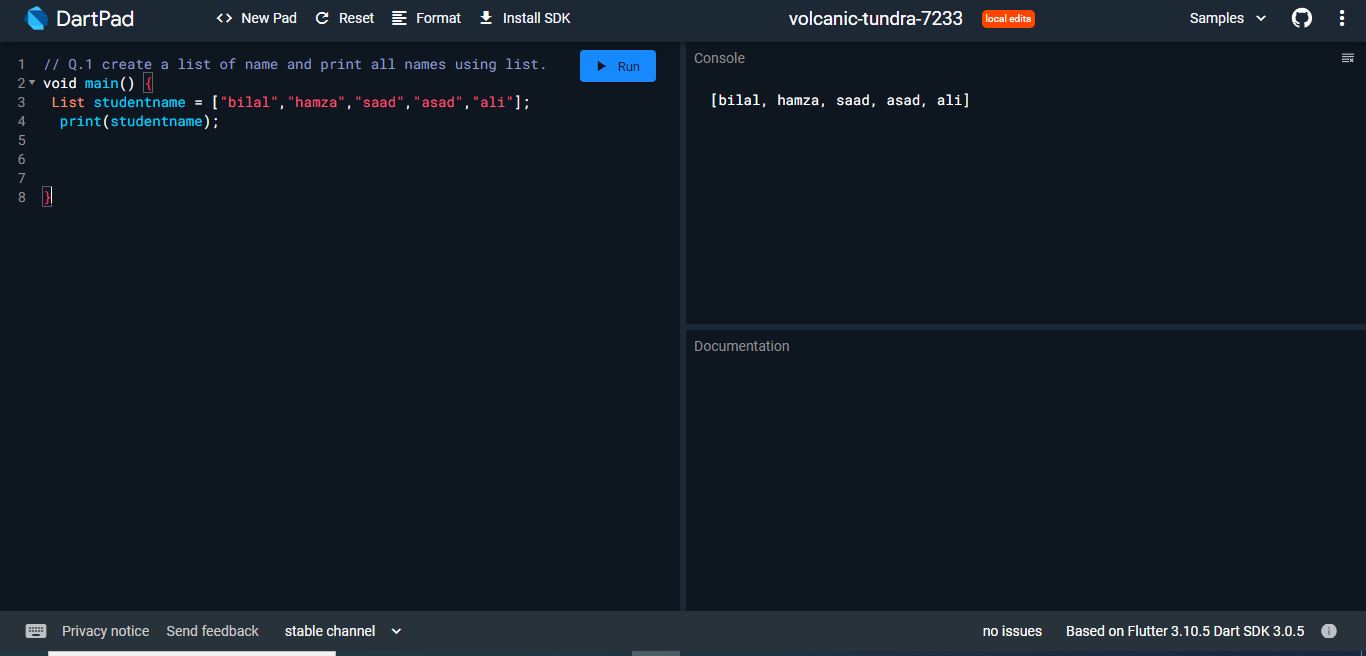 DartPad
<> New Pad
Reset
Format
Install SDK
volcanic-tundra-7233
local edits
Samples
1 // Q.1 create a list of name and print all names using list.
2 void main() {
3 List studentname = ["bilal","hamza","saad","asad","ali"];
4 print(studentname);
5
6
7
8 }
Run
Console
[bilal, hamza, saad, asad, ali]
Documentation
Privacy notice
Send feedback
stable channel
no issues
Based on Flutter 3.10.5 Dart SDK 3.0.5